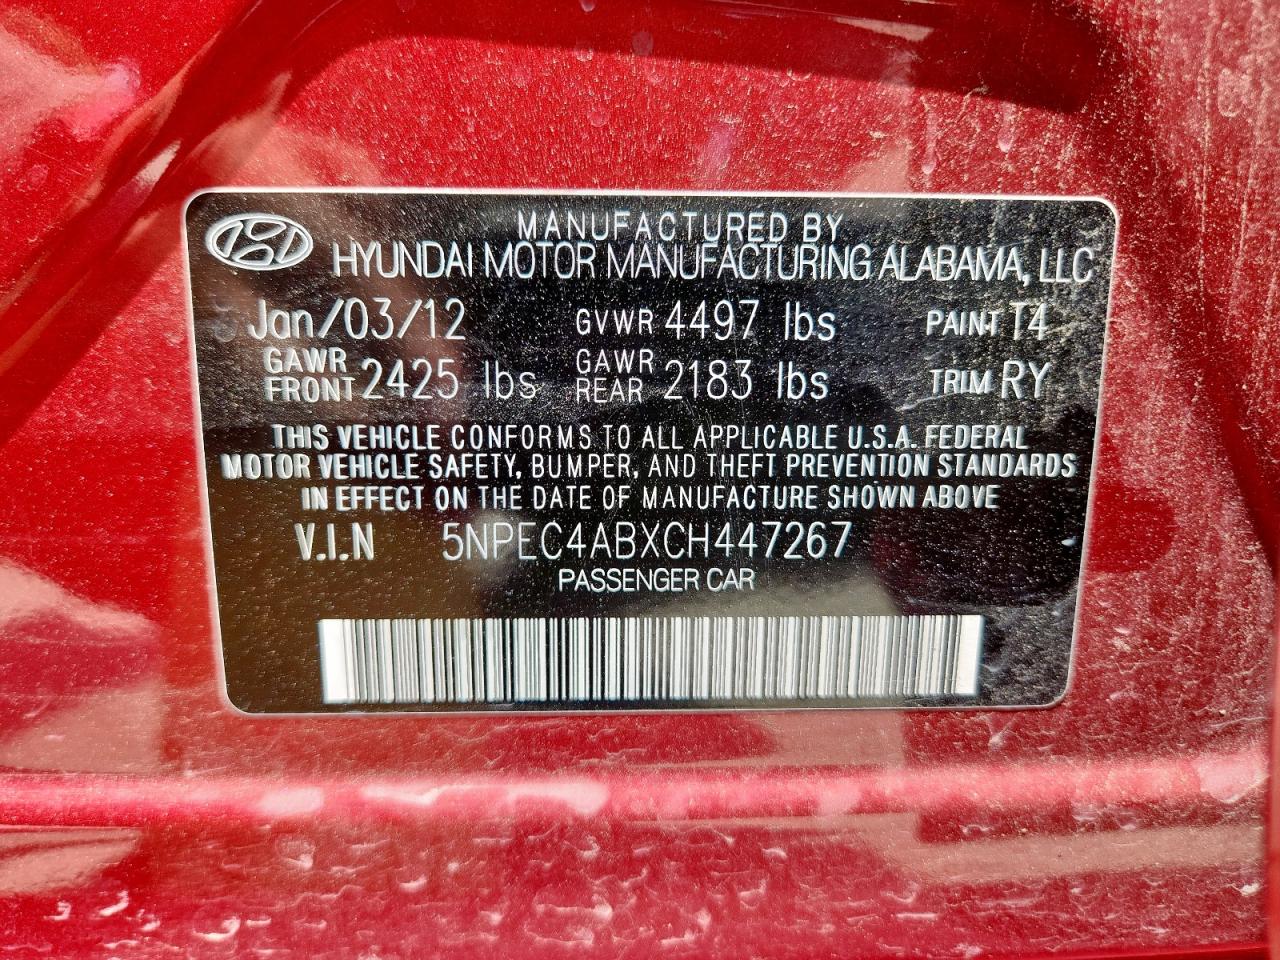 MANUFACTURED BY
HYUNDAI MOTOR MANUFACTURING ALABAMA, LLC
Jan/03/12 GVWR 4497 lbs PAINT T4
GAWR FRONT 2425 lbs GAWR REAR 2183 lbs TRIM RY
THIS VEHICLE CONFORMS TO ALL APPLICABLE U.S.A. FEDERAL
MOTOR VEHICLE SAFETY, BUMPER, AND THEFT PREVENTION STANDARDS
IN EFFECT ON THE DATE OF MANUFACTURE SHOWN ABOVE
V.I.N 5NPEC4ABXCH447267
PASSENGER CAR